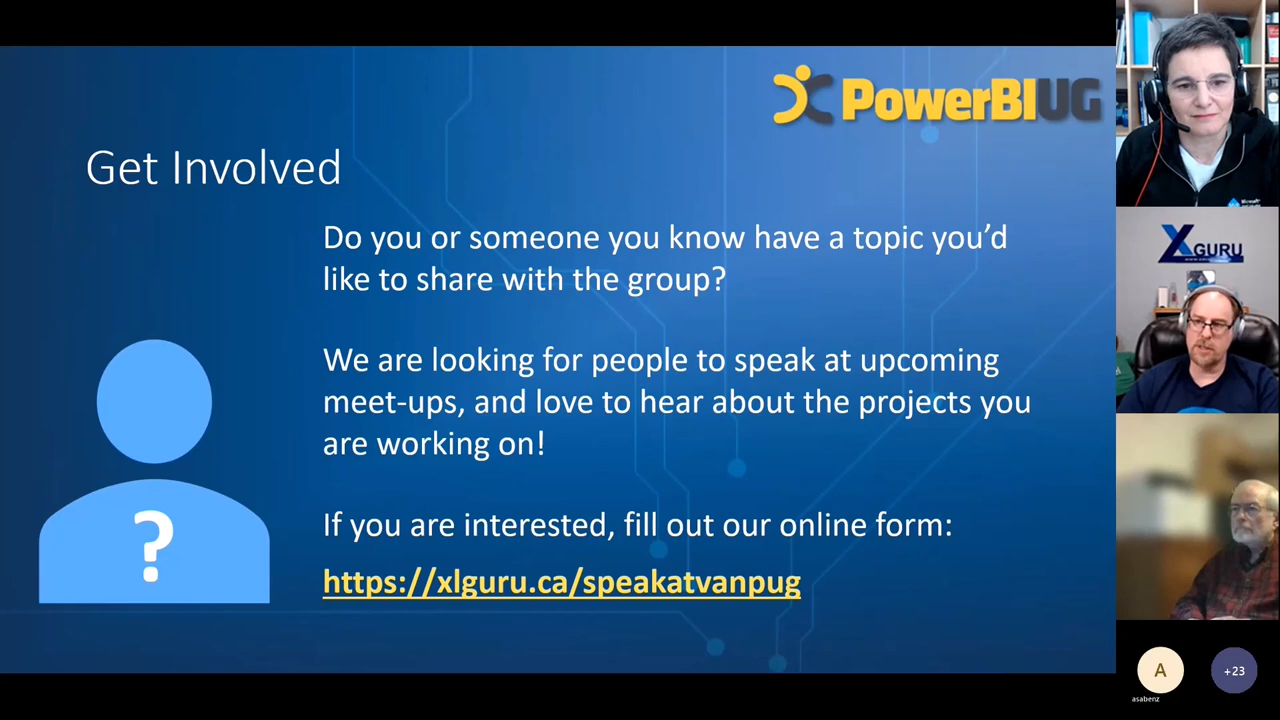 PowerBIUG
Get Involved
Do you or someone you know have a topic you’d
like to share with the group?
We are looking for people to speak at upcoming
meet-ups, and love to hear about the projects you
are working on!
If you are interested, fill out our online form:
https://xlguru.ca/speakatvanpug
?
Microsoft
XLGURU
A
+23
asabenz